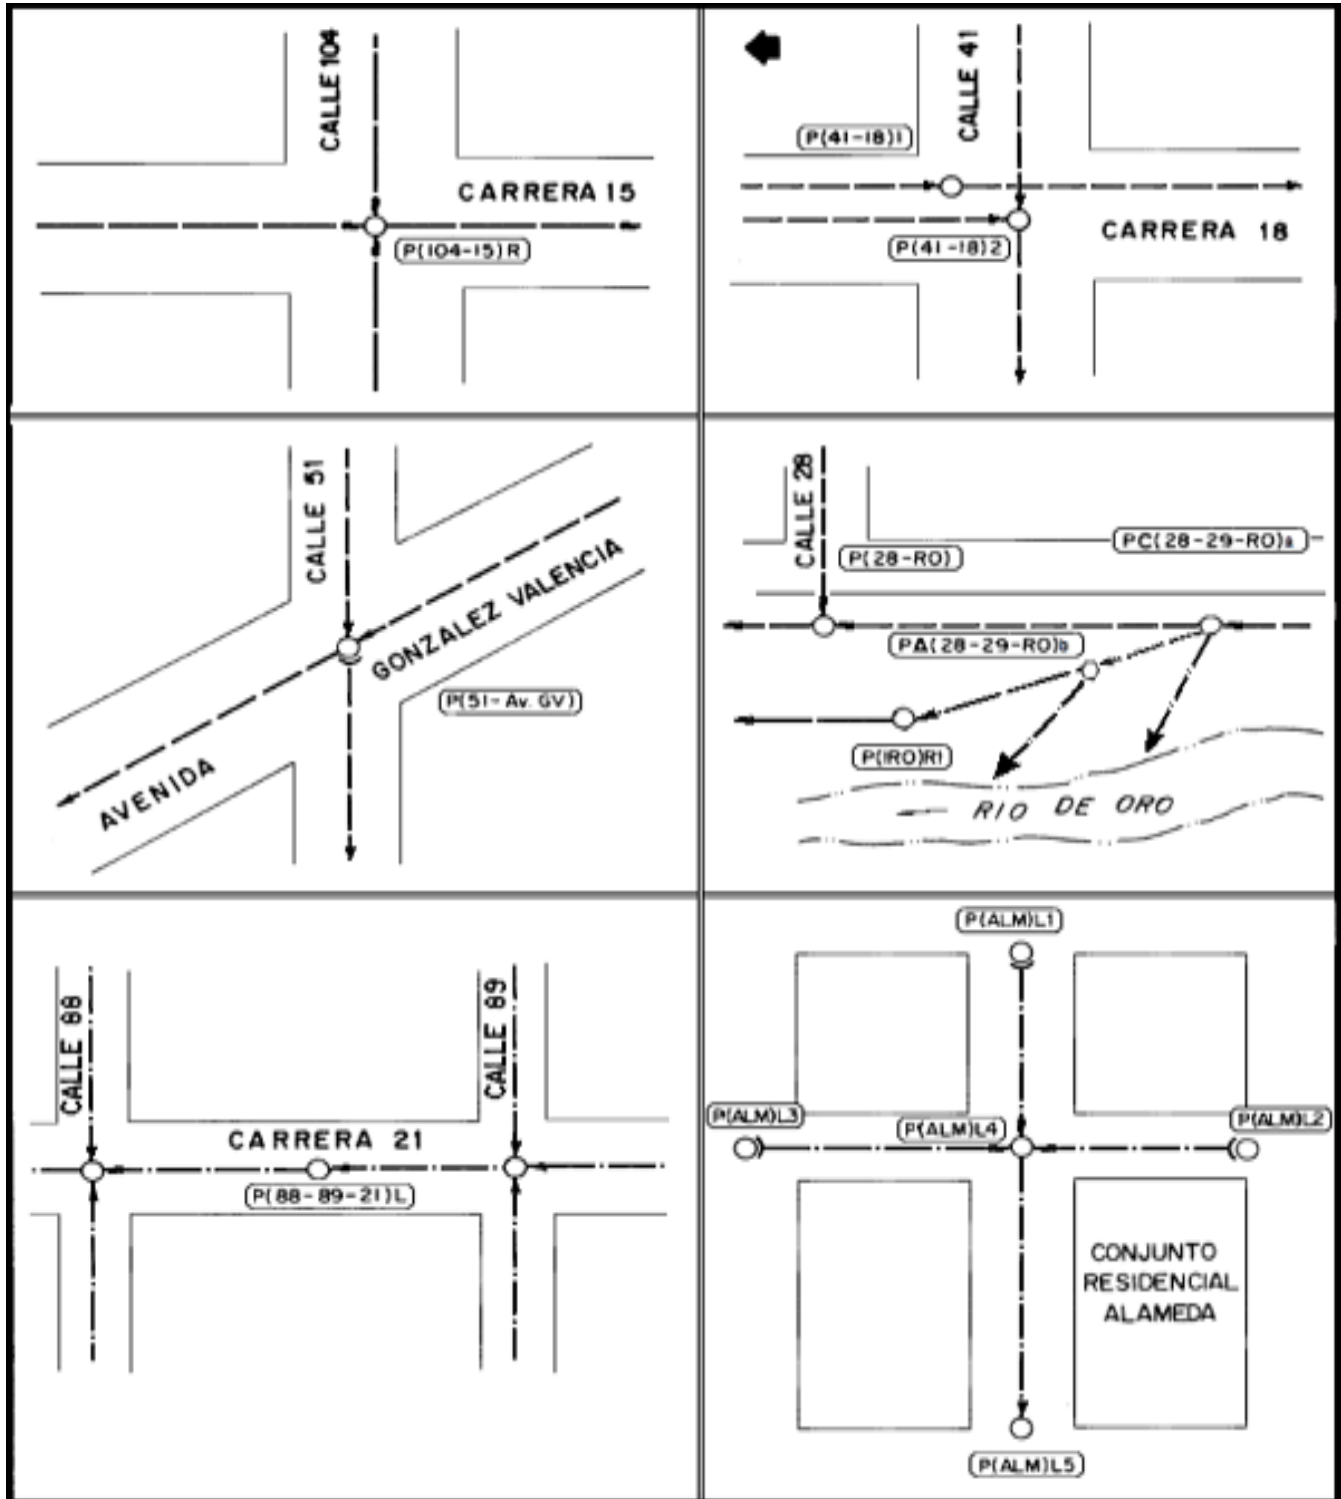 CALLE 104
CARRERA 15
P(104-15)R
CALLE 41
P(41-18)1
P(41-18)2
CARRERA 18
CALLE 51
AVENIDA GONZALEZ VALENCIA
P(51-Av. GV)
CALLE 28
P(28-RO)
PC(28-29-RO)a
PA(28-29-RO)b
P(IRO)R1
RIO DE ORO
CALLE 88
CALLE 89
CARRERA 21
P(88-89-21)L
P(ALM)L1
P(ALM)L3
P(ALM)L4
P(ALM)L2
CONJUNTO
RESIDENCIAL
ALAMEDA
P(ALM)L5